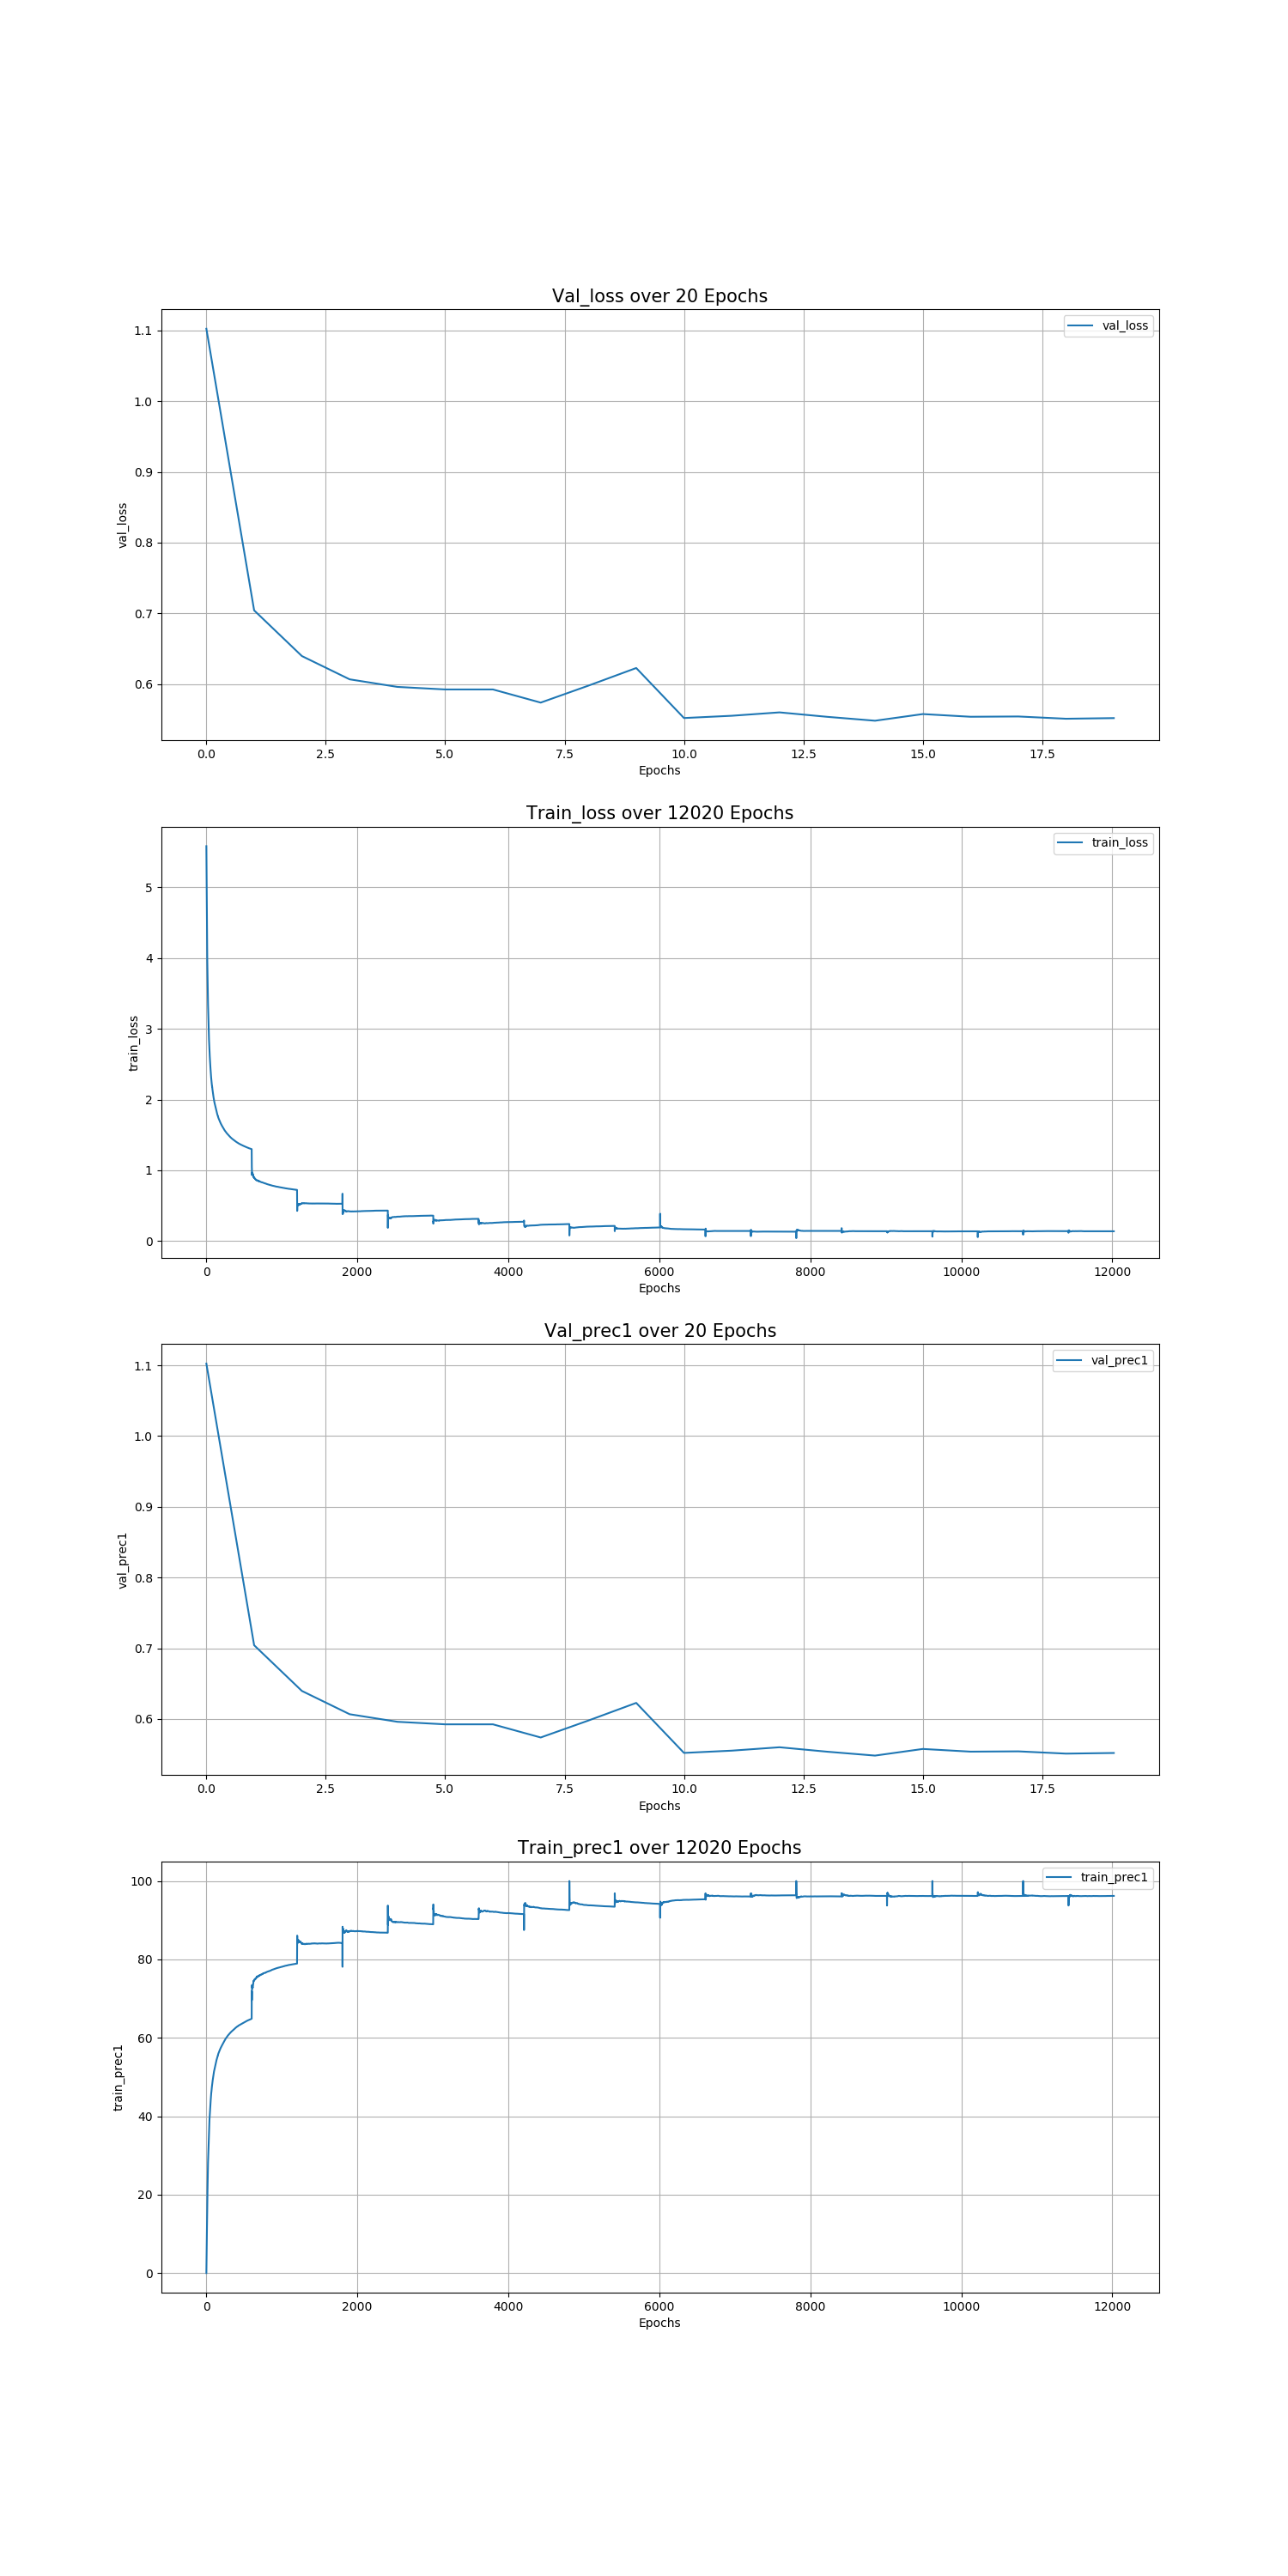 Val_loss over 20 Epochs
val_loss
1.1
1.0
0.9
0.8
0.7
0.6
val_loss
0.0 2.5 5.0 7.5 10.0 12.5 15.0 17.5
Epochs
Train_loss over 12020 Epochs
train_loss
5
4
3
2
1
0
train_loss
0 2000 4000 6000 8000 10000 12000
Epochs
Val_prec1 over 20 Epochs
val_prec1
1.1
1.0
0.9
0.8
0.7
0.6
val_prec1
0.0 2.5 5.0 7.5 10.0 12.5 15.0 17.5
Epochs
Train_prec1 over 12020 Epochs
train_prec1
100
80
60
40
20
0
train_prec1
0 2000 4000 6000 8000 10000 12000
Epochs